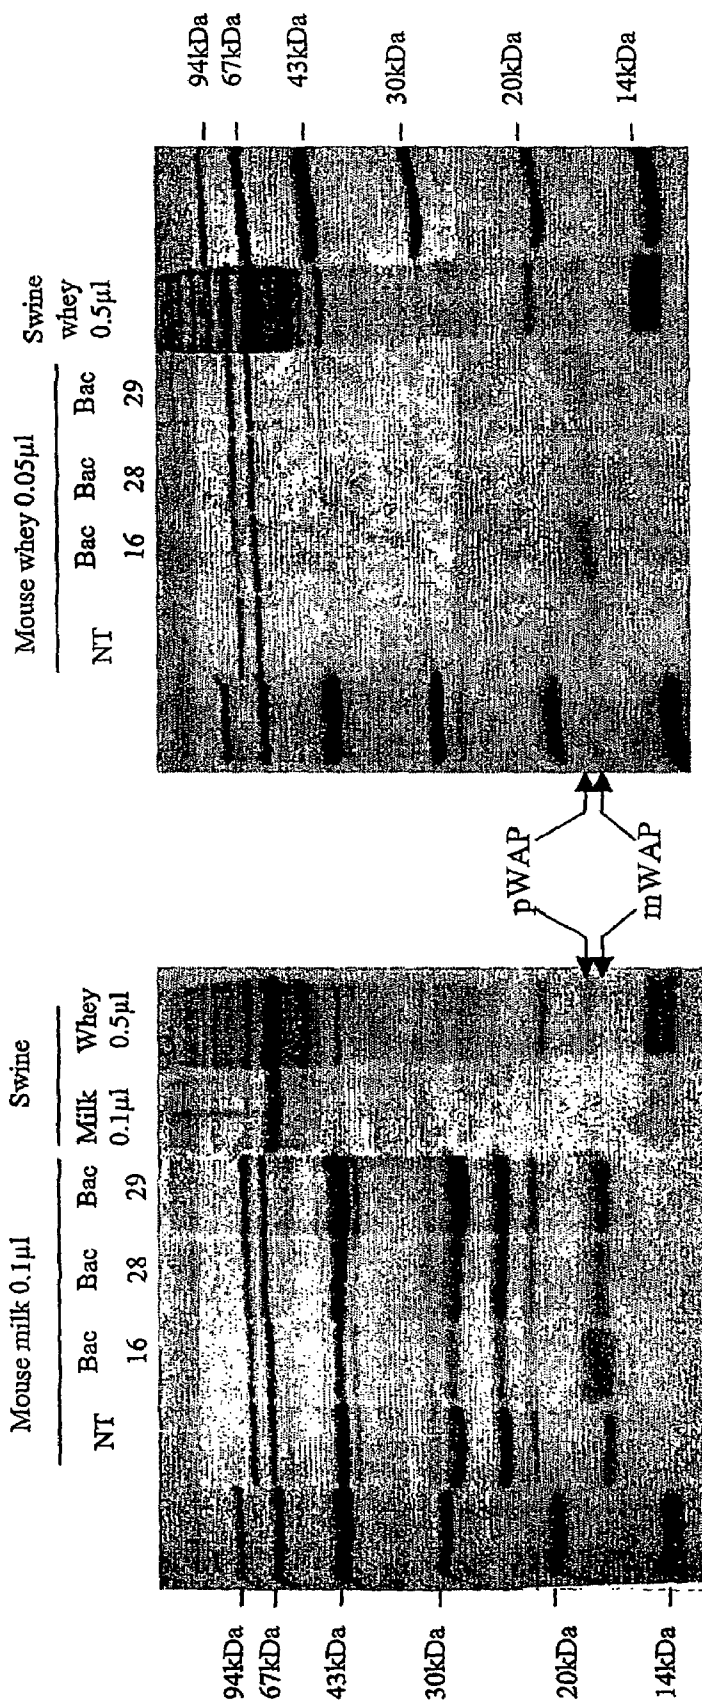 Mouse milk 0.1µl
Swine
NT
Bac
16
Bac
28
Bac
29
Milk
0.1µl
Whey
0.5µl
94kDa
67kDa
43kDa
30kDa
20kDa
14kDa
pWAP
mWAP
Mouse whey 0.05µl
Swine
whey
0.5µl
NT
Bac
16
Bac
28
Bac
29
94kDa
67kDa
43kDa
30kDa
20kDa
14kDa